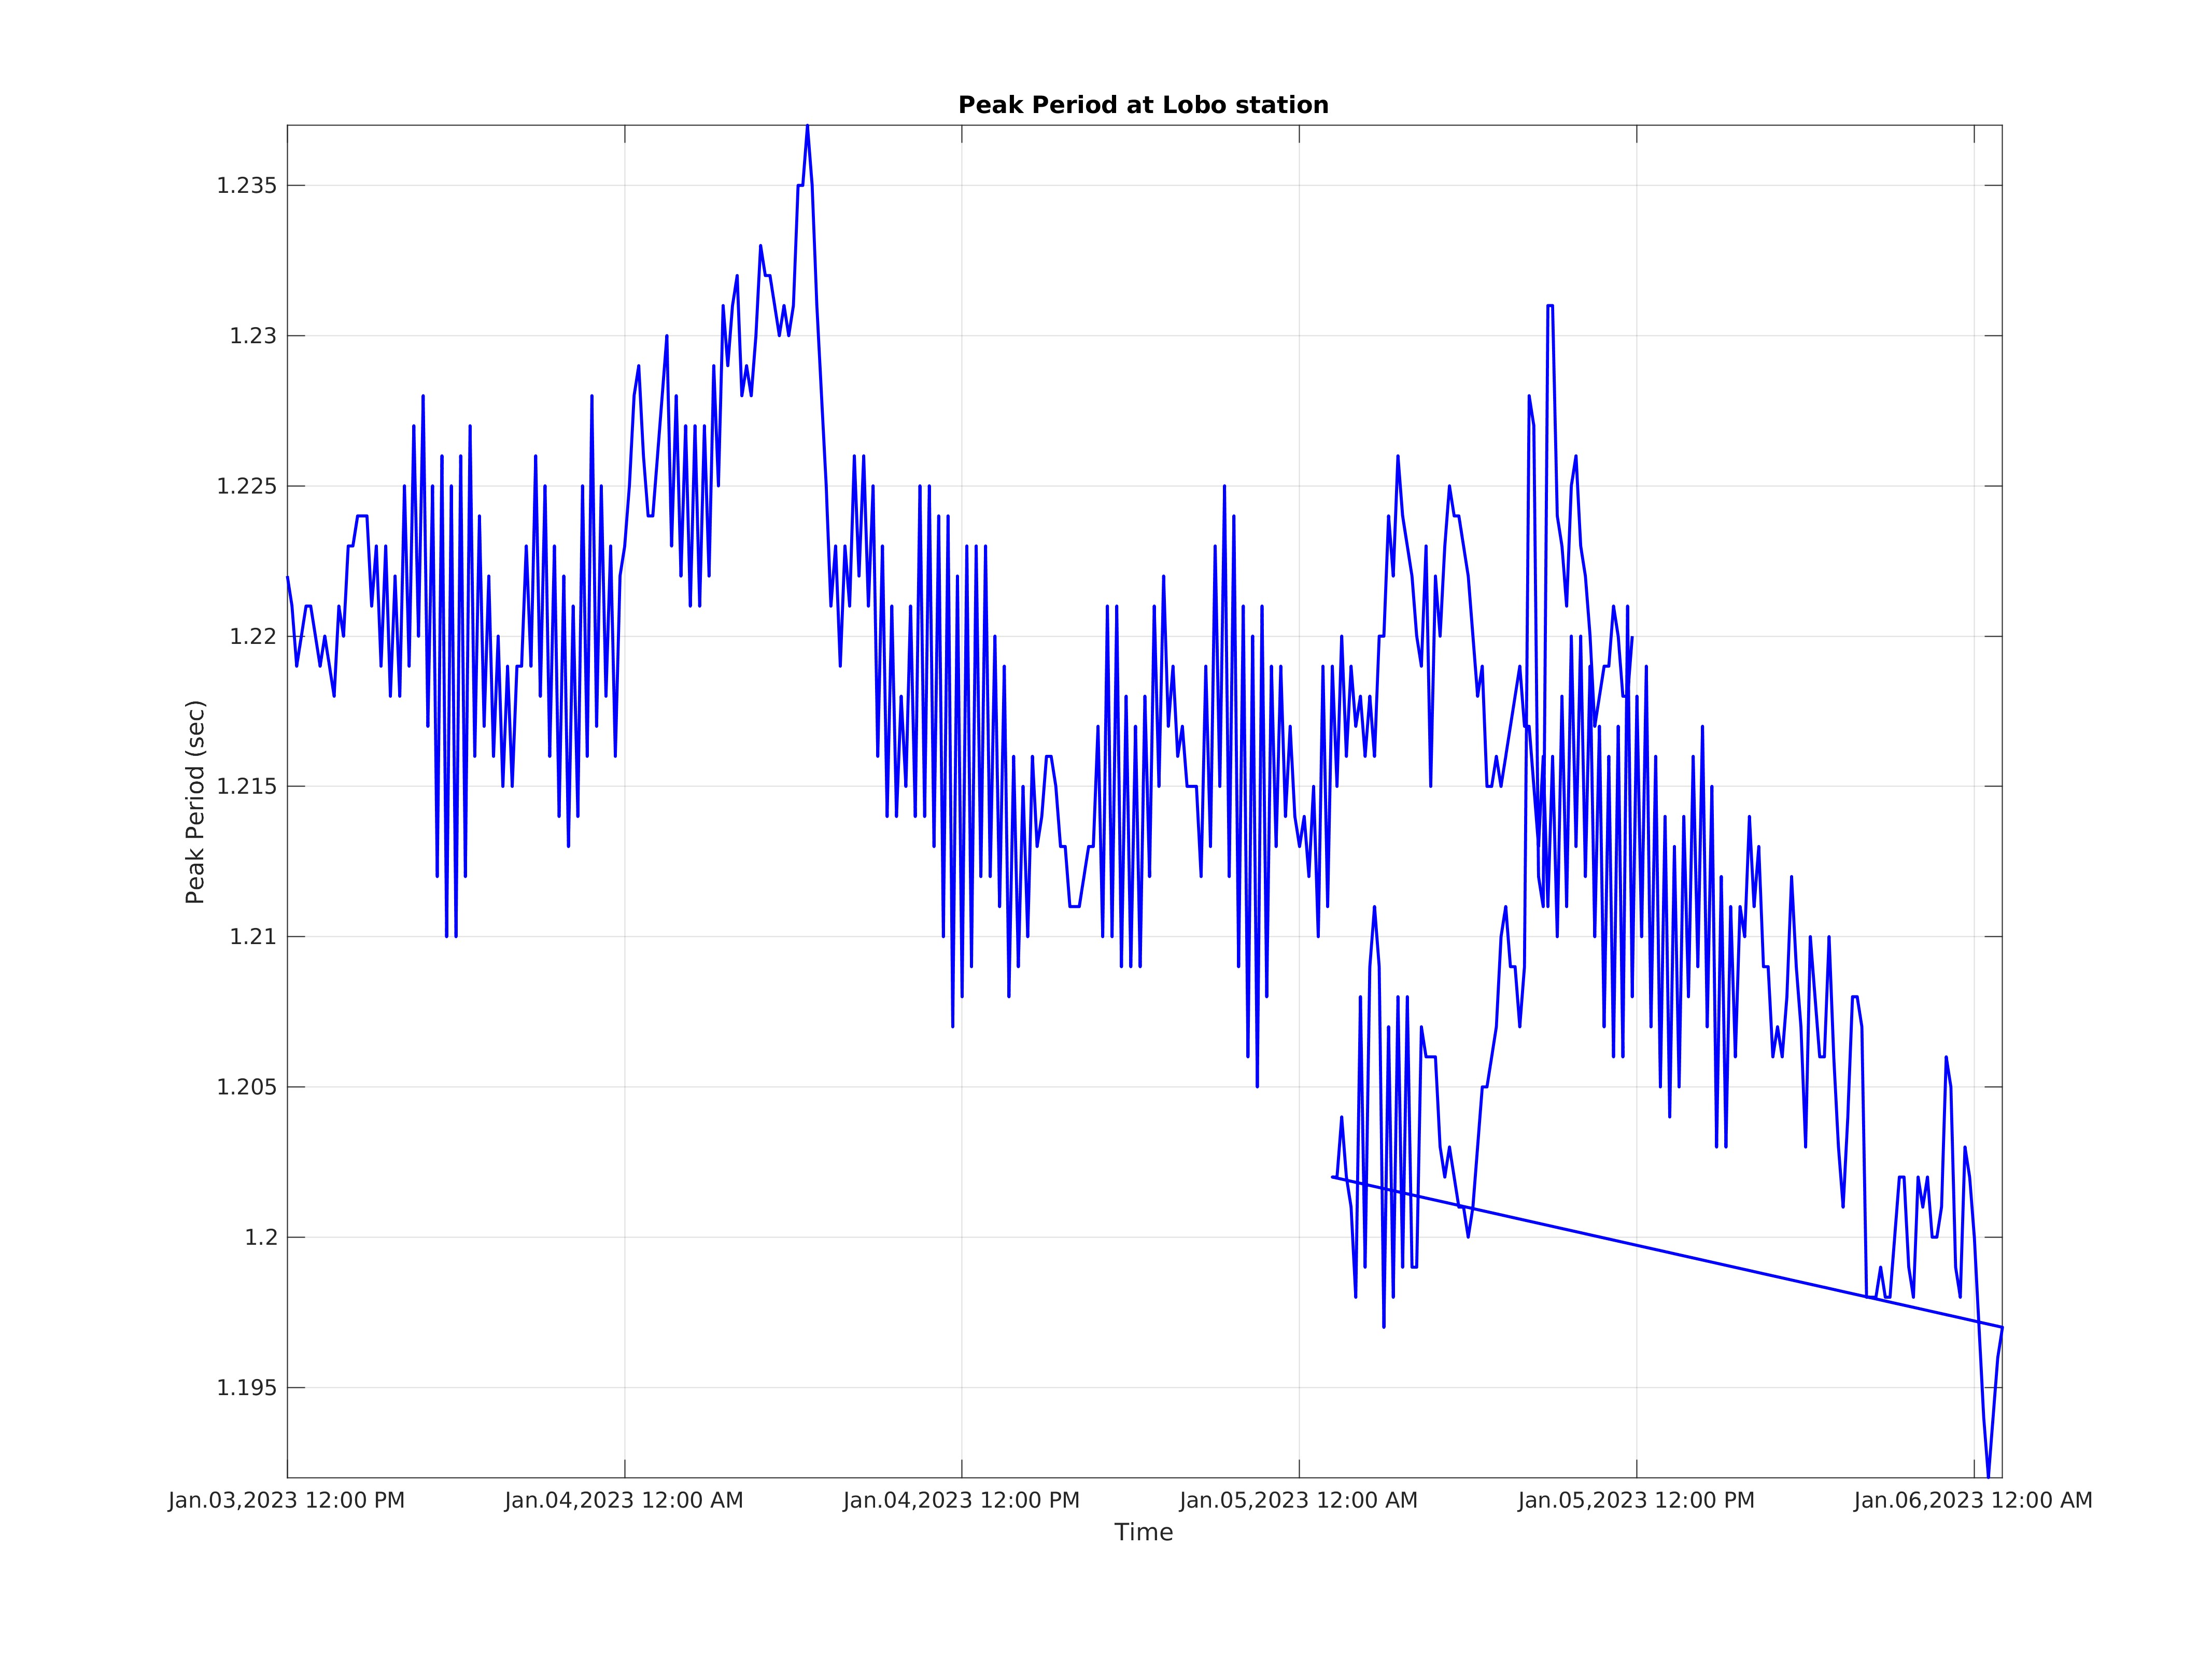 Peak Period at Lobo station
1.235
1.23
1.225
1.22
1.215
1.21
1.205
1.2
1.195
Peak Period (sec)
Jan.03,2023 12:00 PM
Jan.04,2023 12:00 AM
Jan.04,2023 12:00 PM
Jan.05,2023 12:00 AM
Jan.05,2023 12:00 PM
Jan.06,2023 12:00 AM
Time